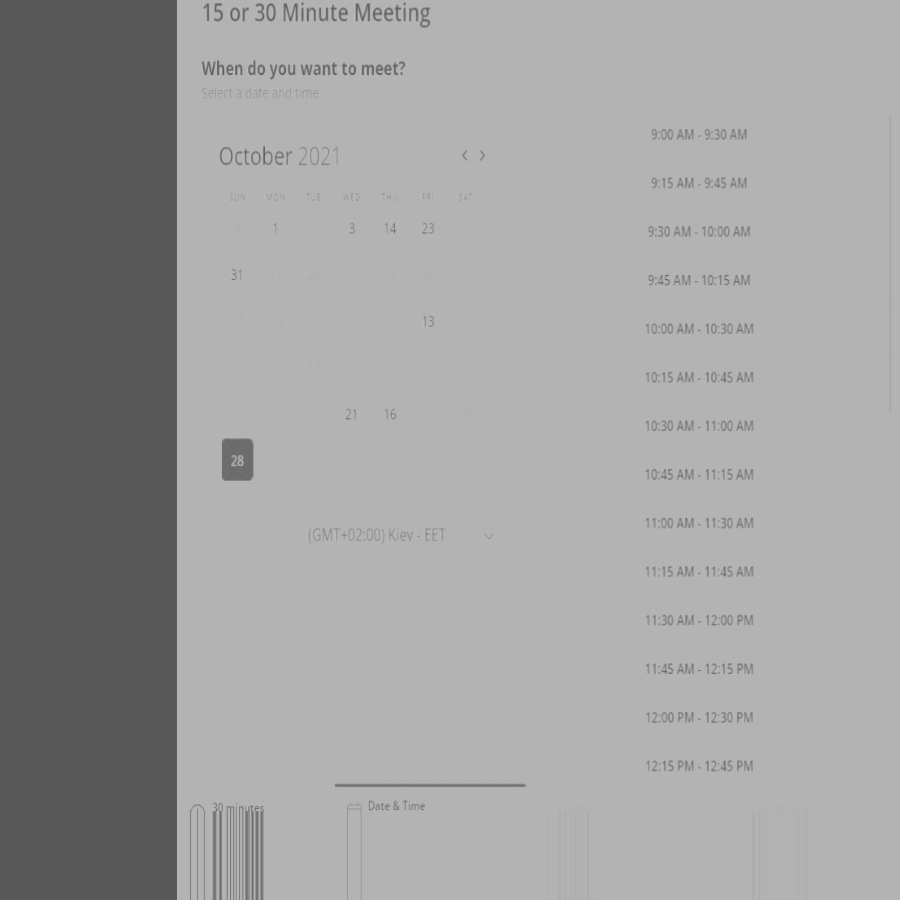 15 or 30 Minute Meeting
When do you want to meet?
Select a date and time
October 2021
SUN MON TUE WED THU FRI SAT
1 3 14 23
31
13
21 16
28
(GMT+02:00) Kiev - EET
9:00 AM - 9:30 AM
9:15 AM - 9:45 AM
9:30 AM - 10:00 AM
9:45 AM - 10:15 AM
10:00 AM - 10:30 AM
10:15 AM - 10:45 AM
10:30 AM - 11:00 AM
10:45 AM - 11:15 AM
11:00 AM - 11:30 AM
11:15 AM - 11:45 AM
11:30 AM - 12:00 PM
11:45 AM - 12:15 PM
12:00 PM - 12:30 PM
12:15 PM - 12:45 PM
30 minutes
Date & Time